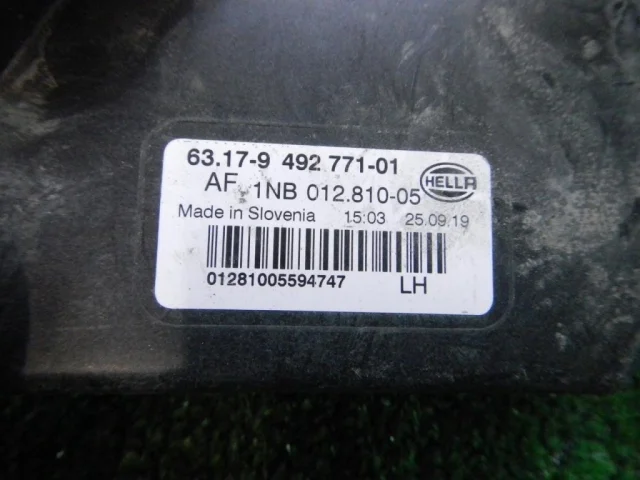 63.17-9 492 771-01
AF 1NB 012.810-05
HELLA
Made in Slovenia 15:03 25.09.19
01281005594747 LH